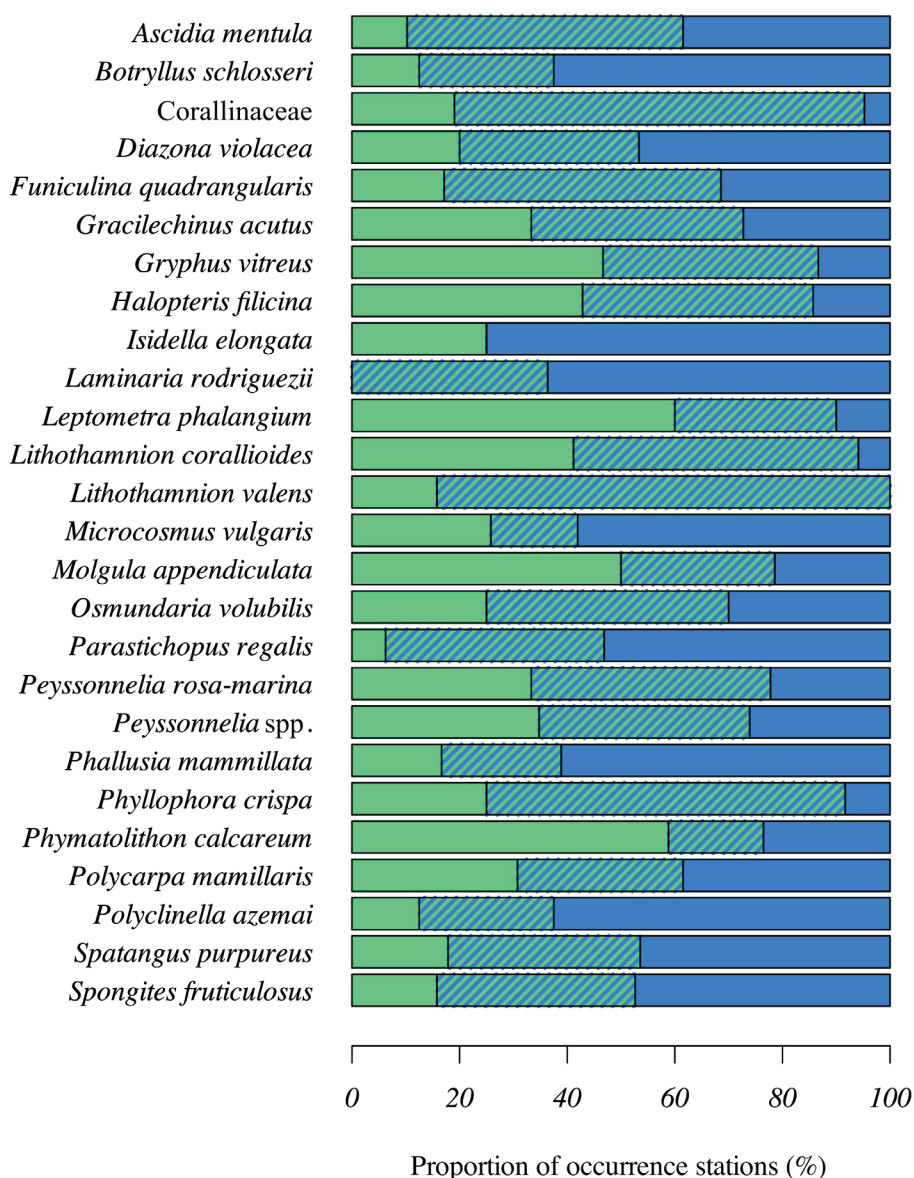 Ascidia mentula
Botryllus schlosseri
Corallinaceae
Diazona violacea
Funiculina quadrangularis
Gracilechinus acutus
Gryphus vitreus
Halopteris filicina
Isidella elongata
Laminaria rodriguezii
Leptometra phalangium
Lithothamnion corallioides
Lithothamnion valens
Microcosmus vulgaris
Molgula appendiculata
Osmundaria volubilis
Parastichopus regalis
Peyssonnelia rosa-marina
Peyssonnelia spp.
Phallusia mammillata
Phyllophora crispa
Phymatolithon calcareum
Polycarpa mamillaris
Polyclinella azemai
Spatangus purpureus
Spongites fruticulosus
0 20 40 60 80 100
Proportion of occurrence stations (%)